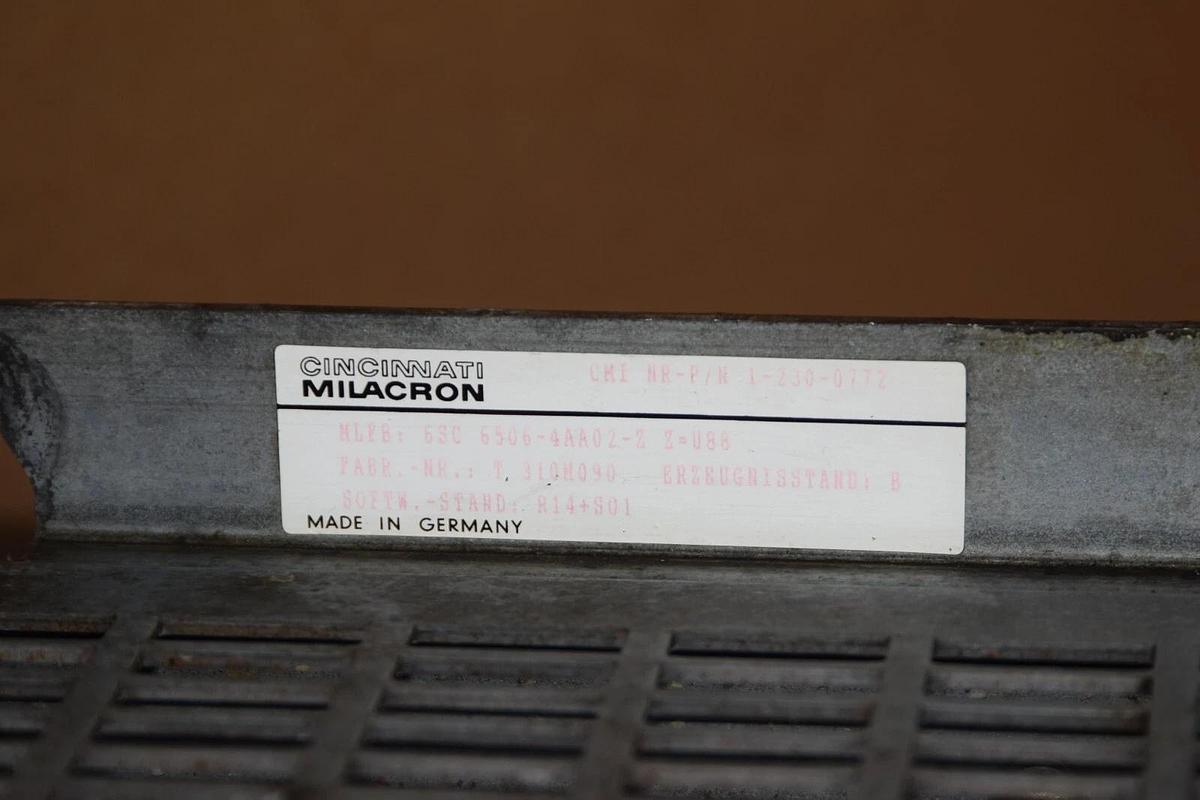 CINCINNATI
MILACRON
CMI NR-P/N 1-230-0772
MLFB: 6SC 6506-4AA02-Z Z=U88
FABR.-NR.: T 310M090 ERZEUGNISSTAND: B
SOFTW.-STAND: R14+S01
MADE IN GERMANY